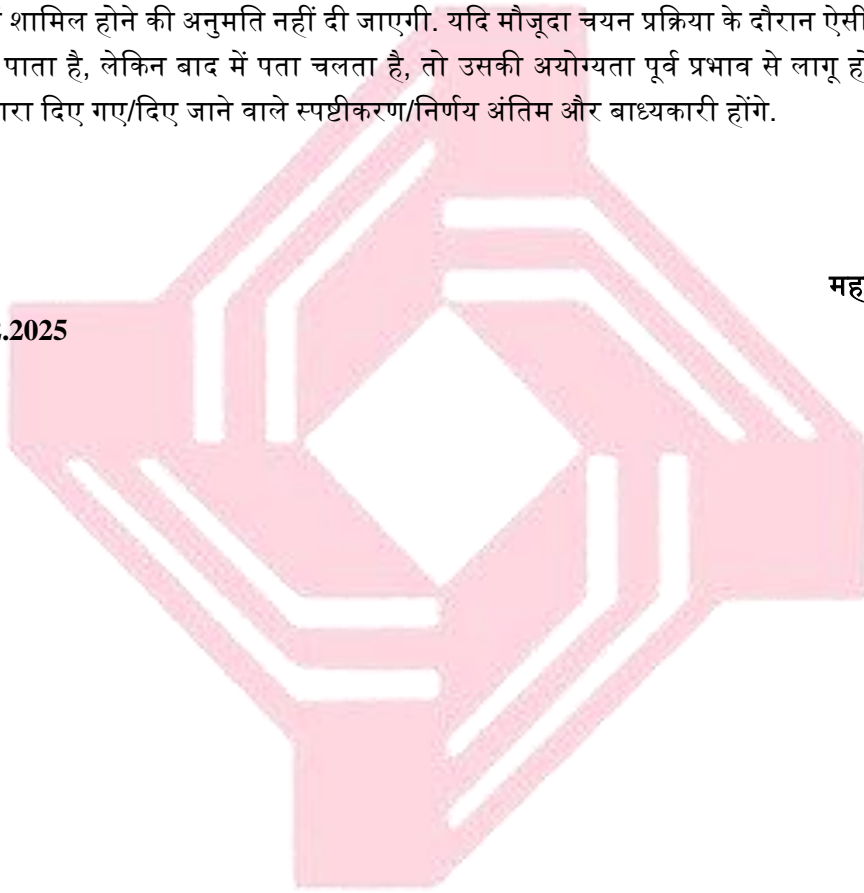 शामिल होने की अनुमति नहीं दी जाएगी. यदि मौजूदा चयन प्रक्रिया के दौरान ऐसी
पाता है, लेकिन बाद में पता चलता है, तो उसकी अयोग्यता पूर्व प्रभाव से लागू
दिए गए/दिए जाने वाले स्पष्टीकरण/निर्णय अंतिम और बाध्यकारी होंगे.
.2025